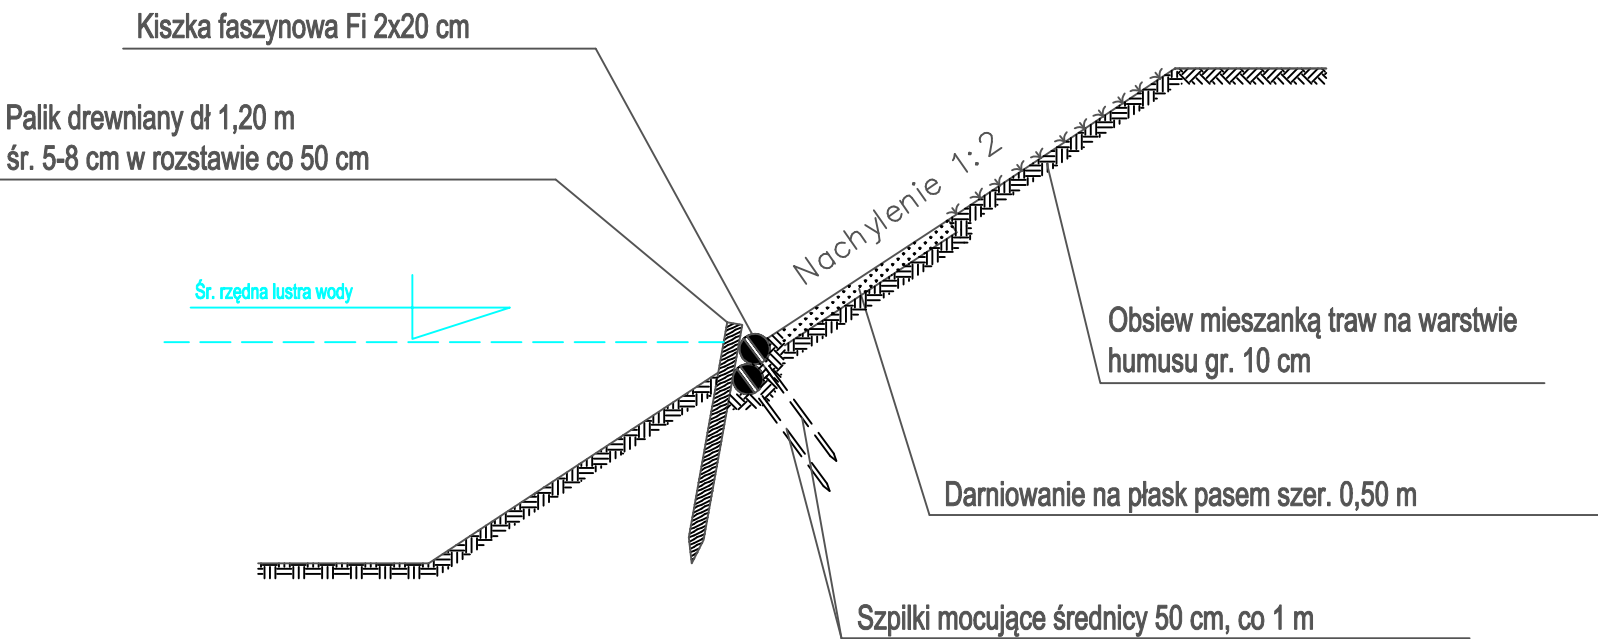 Kiszka faszynowa Fi 2x20 cm
Palik drewniany dł 1,20 m
śr. 5-8 cm w rozstawie co 50 cm
Nachylenie 1:2
Śr. rzędna lustra wody
Obsiew mieszanką traw na warstwie
humusu gr. 10 cm
Darniowanie na płask pasem szer. 0,50 m
Szpilki mocujące średnicy 50 cm, co 1 m